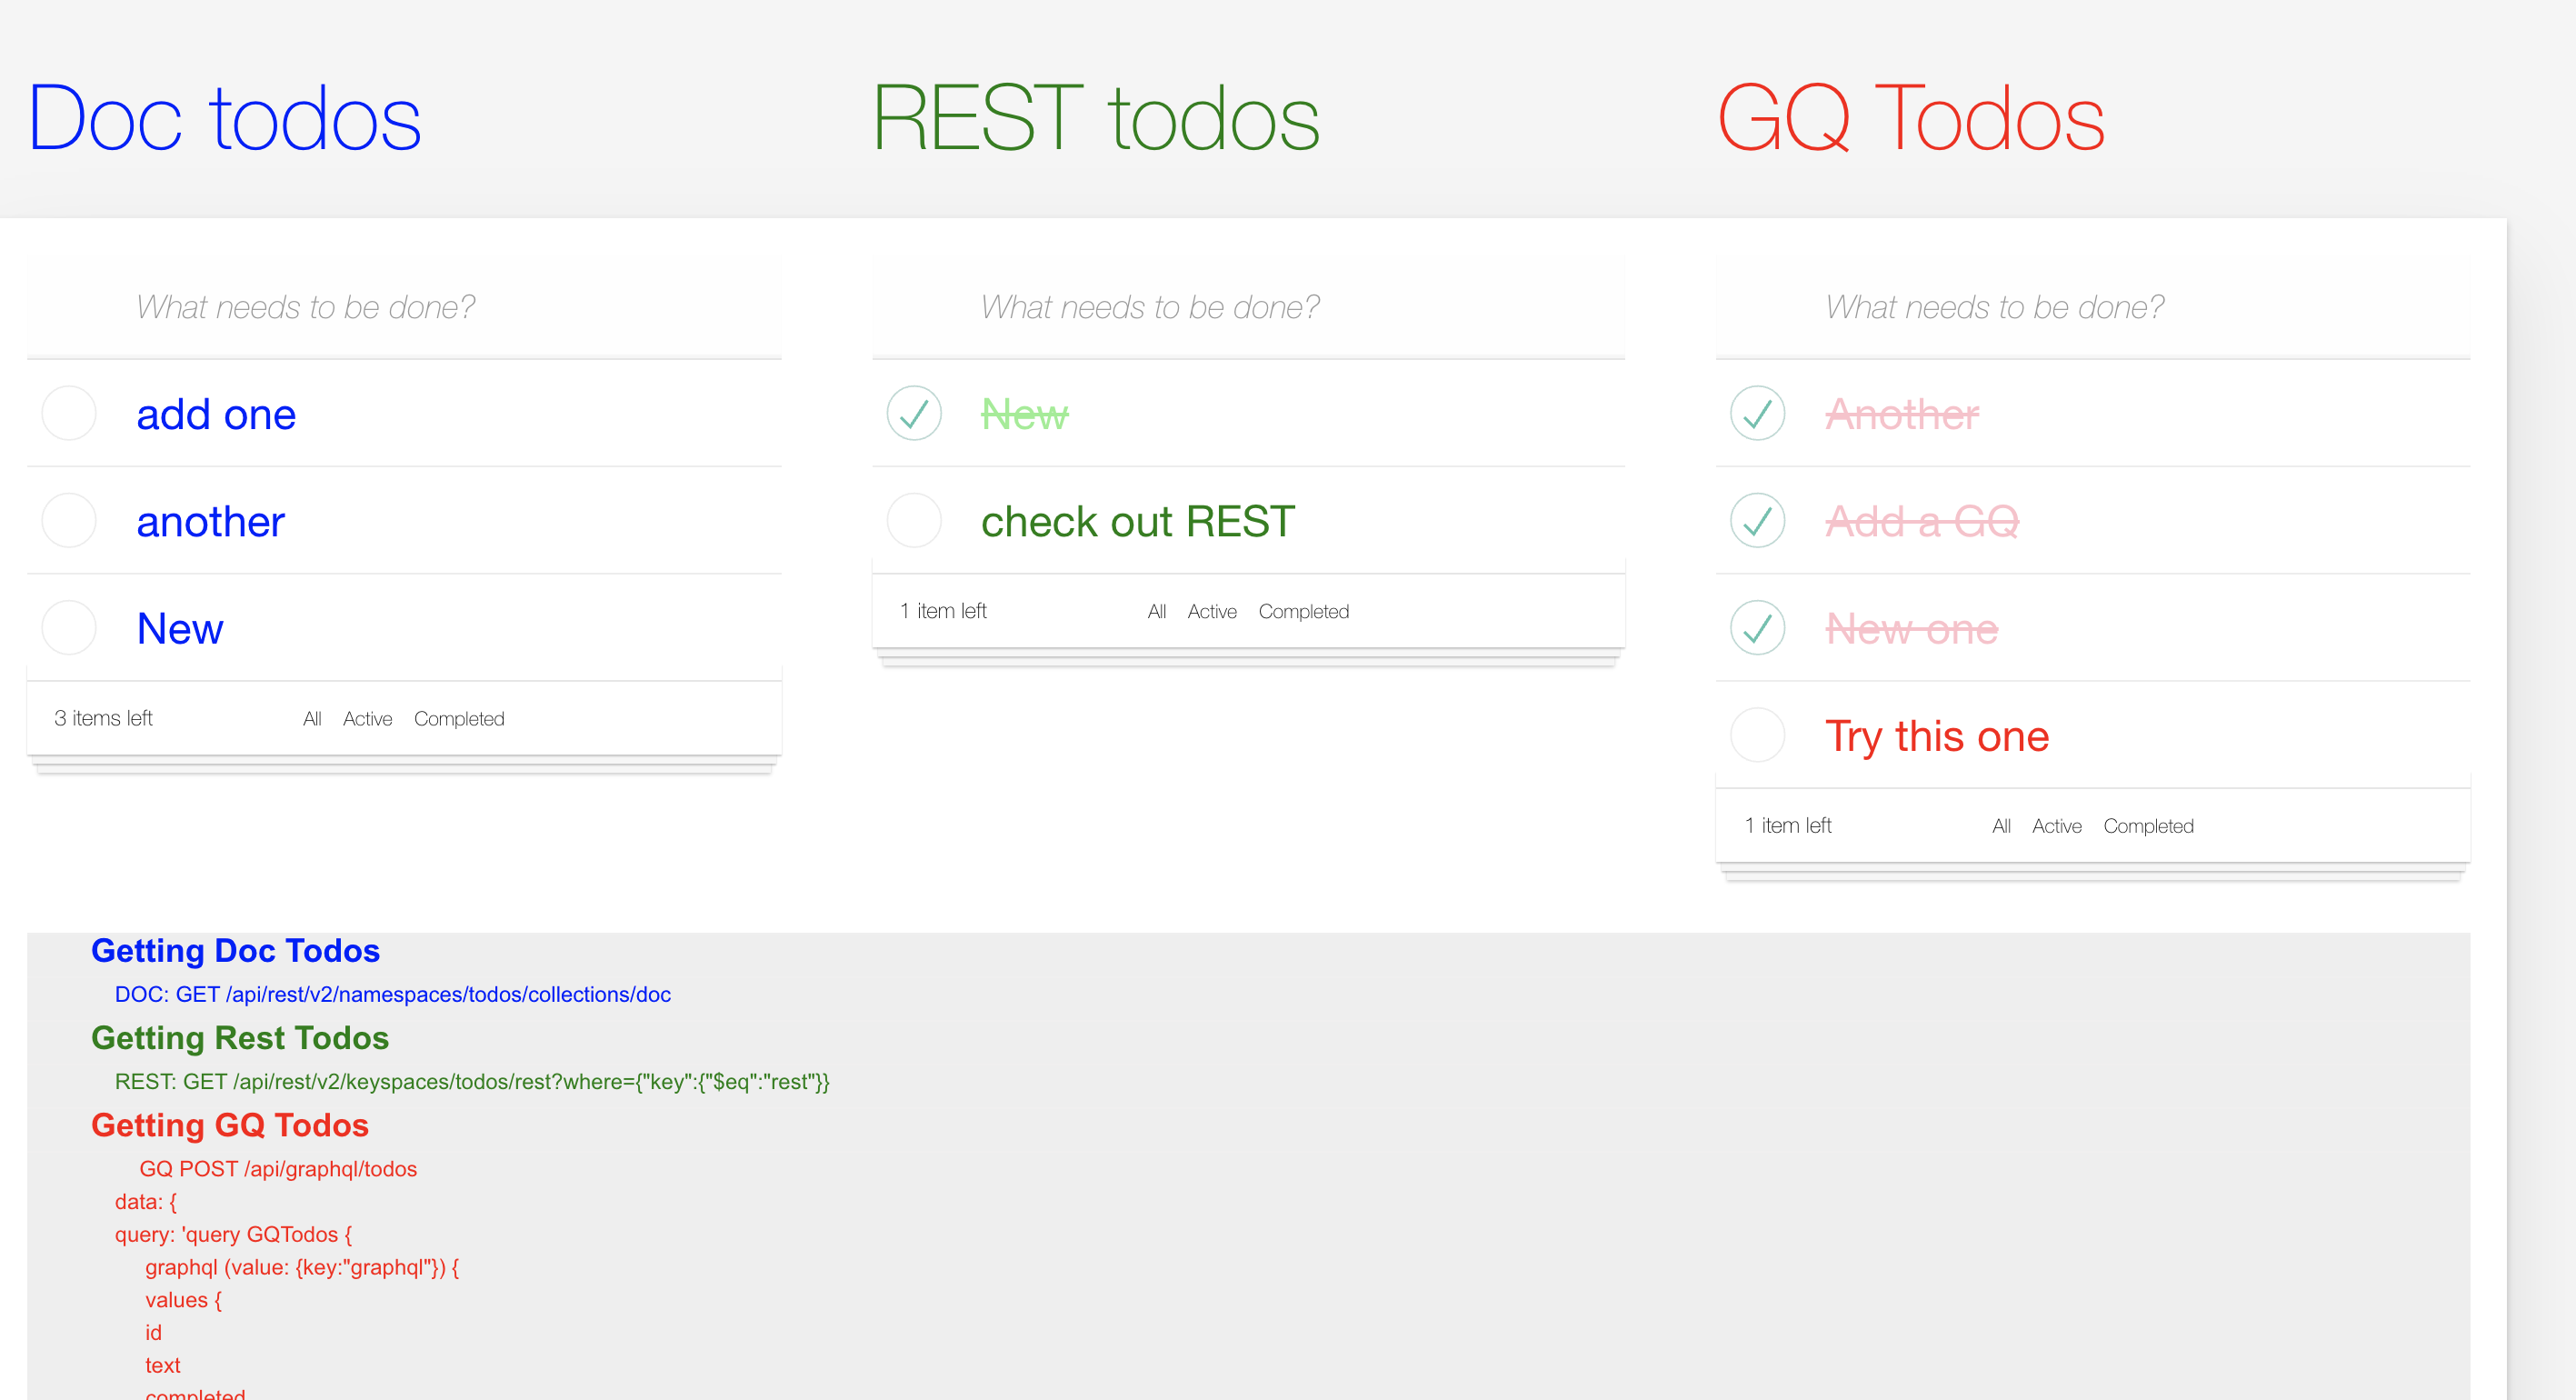 Doc todos
REST todos
GQ Todos
What needs to be done?
add one
another
New
3 items left All Active Completed
What needs to be done?
New
check out REST
1 item left All Active Completed
What needs to be done?
Another
Add a GQ
New one
Try this one
1 item left All Active Completed
Getting Doc Todos
DOC: GET /api/rest/v2/namespaces/todos/collections/doc
Getting Rest Todos
REST: GET /api/rest/v2/keyspaces/todos/rest?where={"key":{"$eq":"rest"}}
Getting GQ Todos
GQ POST /api/graphql/todos
data: {
query: 'query GQTodos {
graphql (value: {key:"graphql"}) {
values {
id
text
completed